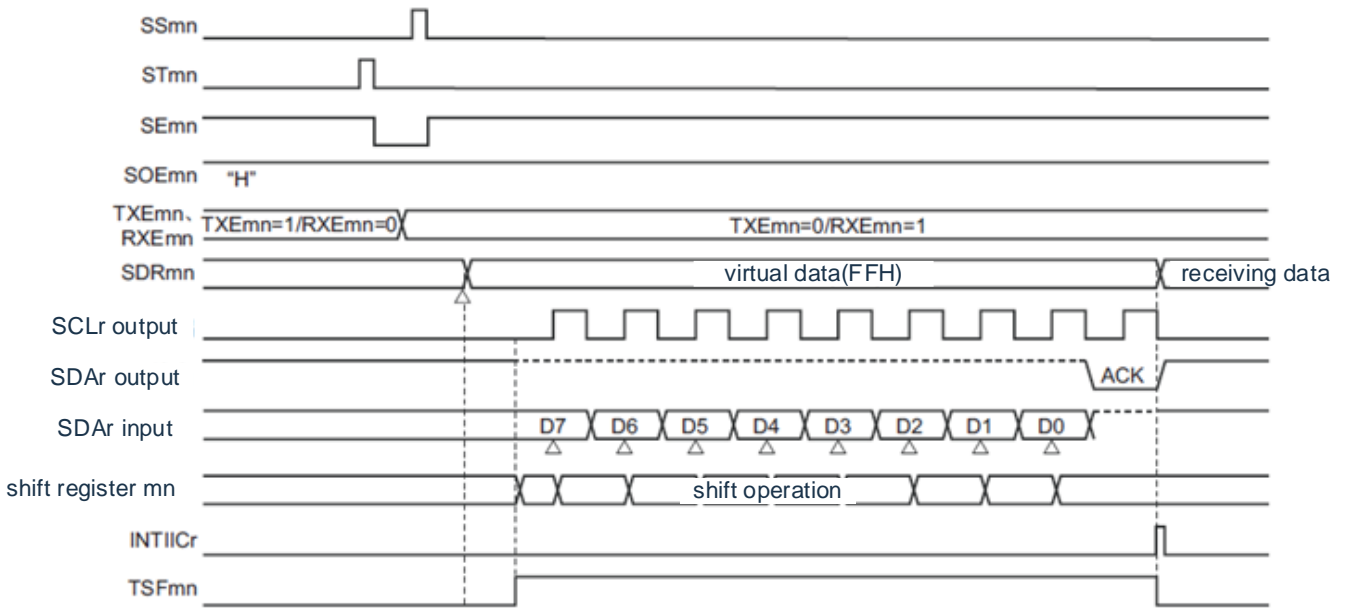 SSmn
STmn
SEmn
SOEmn "H"
TXEmn、
RXEmn
TXEmn=1/RXEmn=0 TXEmn=0/RXEmn=1
SDRmn virtual data(FFH) receiving data
SCLr output
SDAr output ACK
SDAr input D7 D6 D5 D4 D3 D2 D1 D0
shift register mn shift operation
INTIICr
TSFmn